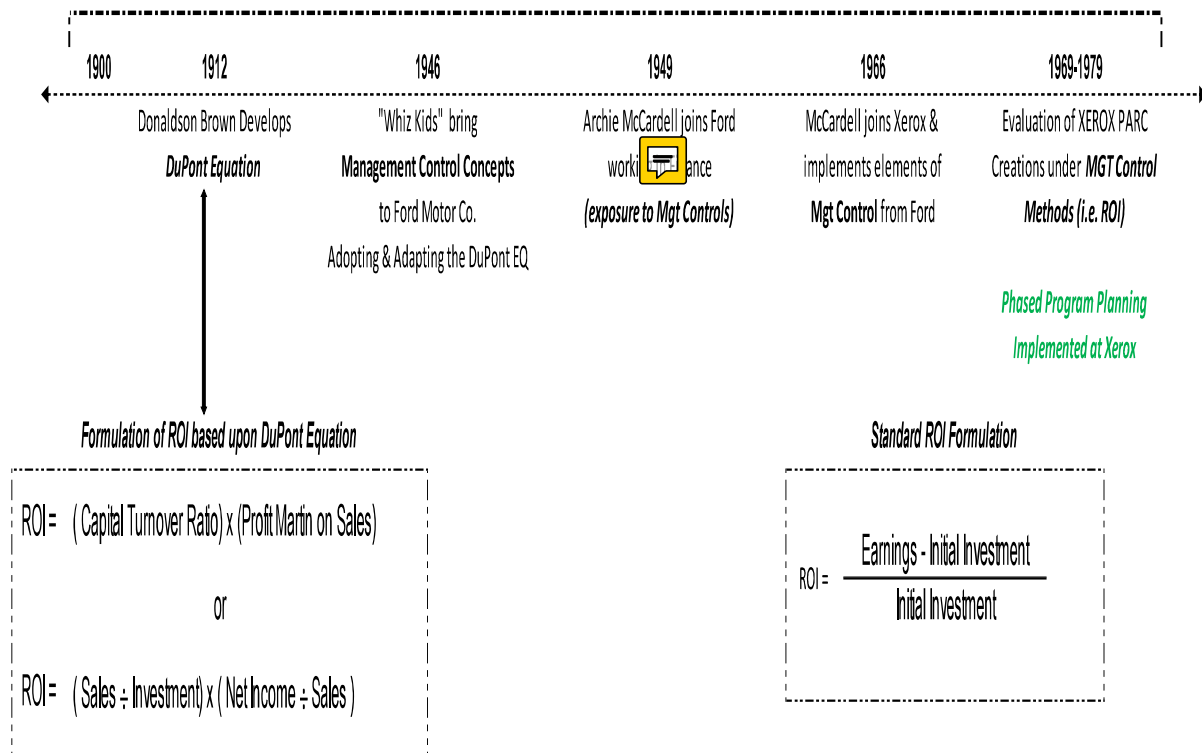 1900
1912
1946
1949
1966
1969-1979
Donaldson Brown Develops
DuPont Equation
"Whiz Kids" bring
Management Control Concepts
to Ford Motor Co.
Adopting & Adapting the DuPont EQ
Archie McCardell joins Ford
(exposure to Mgt Controls)
McCardell joins Xerox &
implements elements of
Mgt Control from Ford
Evaluation of XEROX PARC
Creations under MGT Control
Methods (i.e. ROI)
Phased Program Planning
Implemented at Xerox
Formulation of ROI based upon DuPont Equation
ROI = ( Capital Turnover Ratio) x (Profit Martin on Sales)
or
ROI = ( Sales ÷ Investment) x ( Net Income ÷ Sales )
Standard ROI Formulation
Earnings - Initial Investment
ROI =
Initial Investment